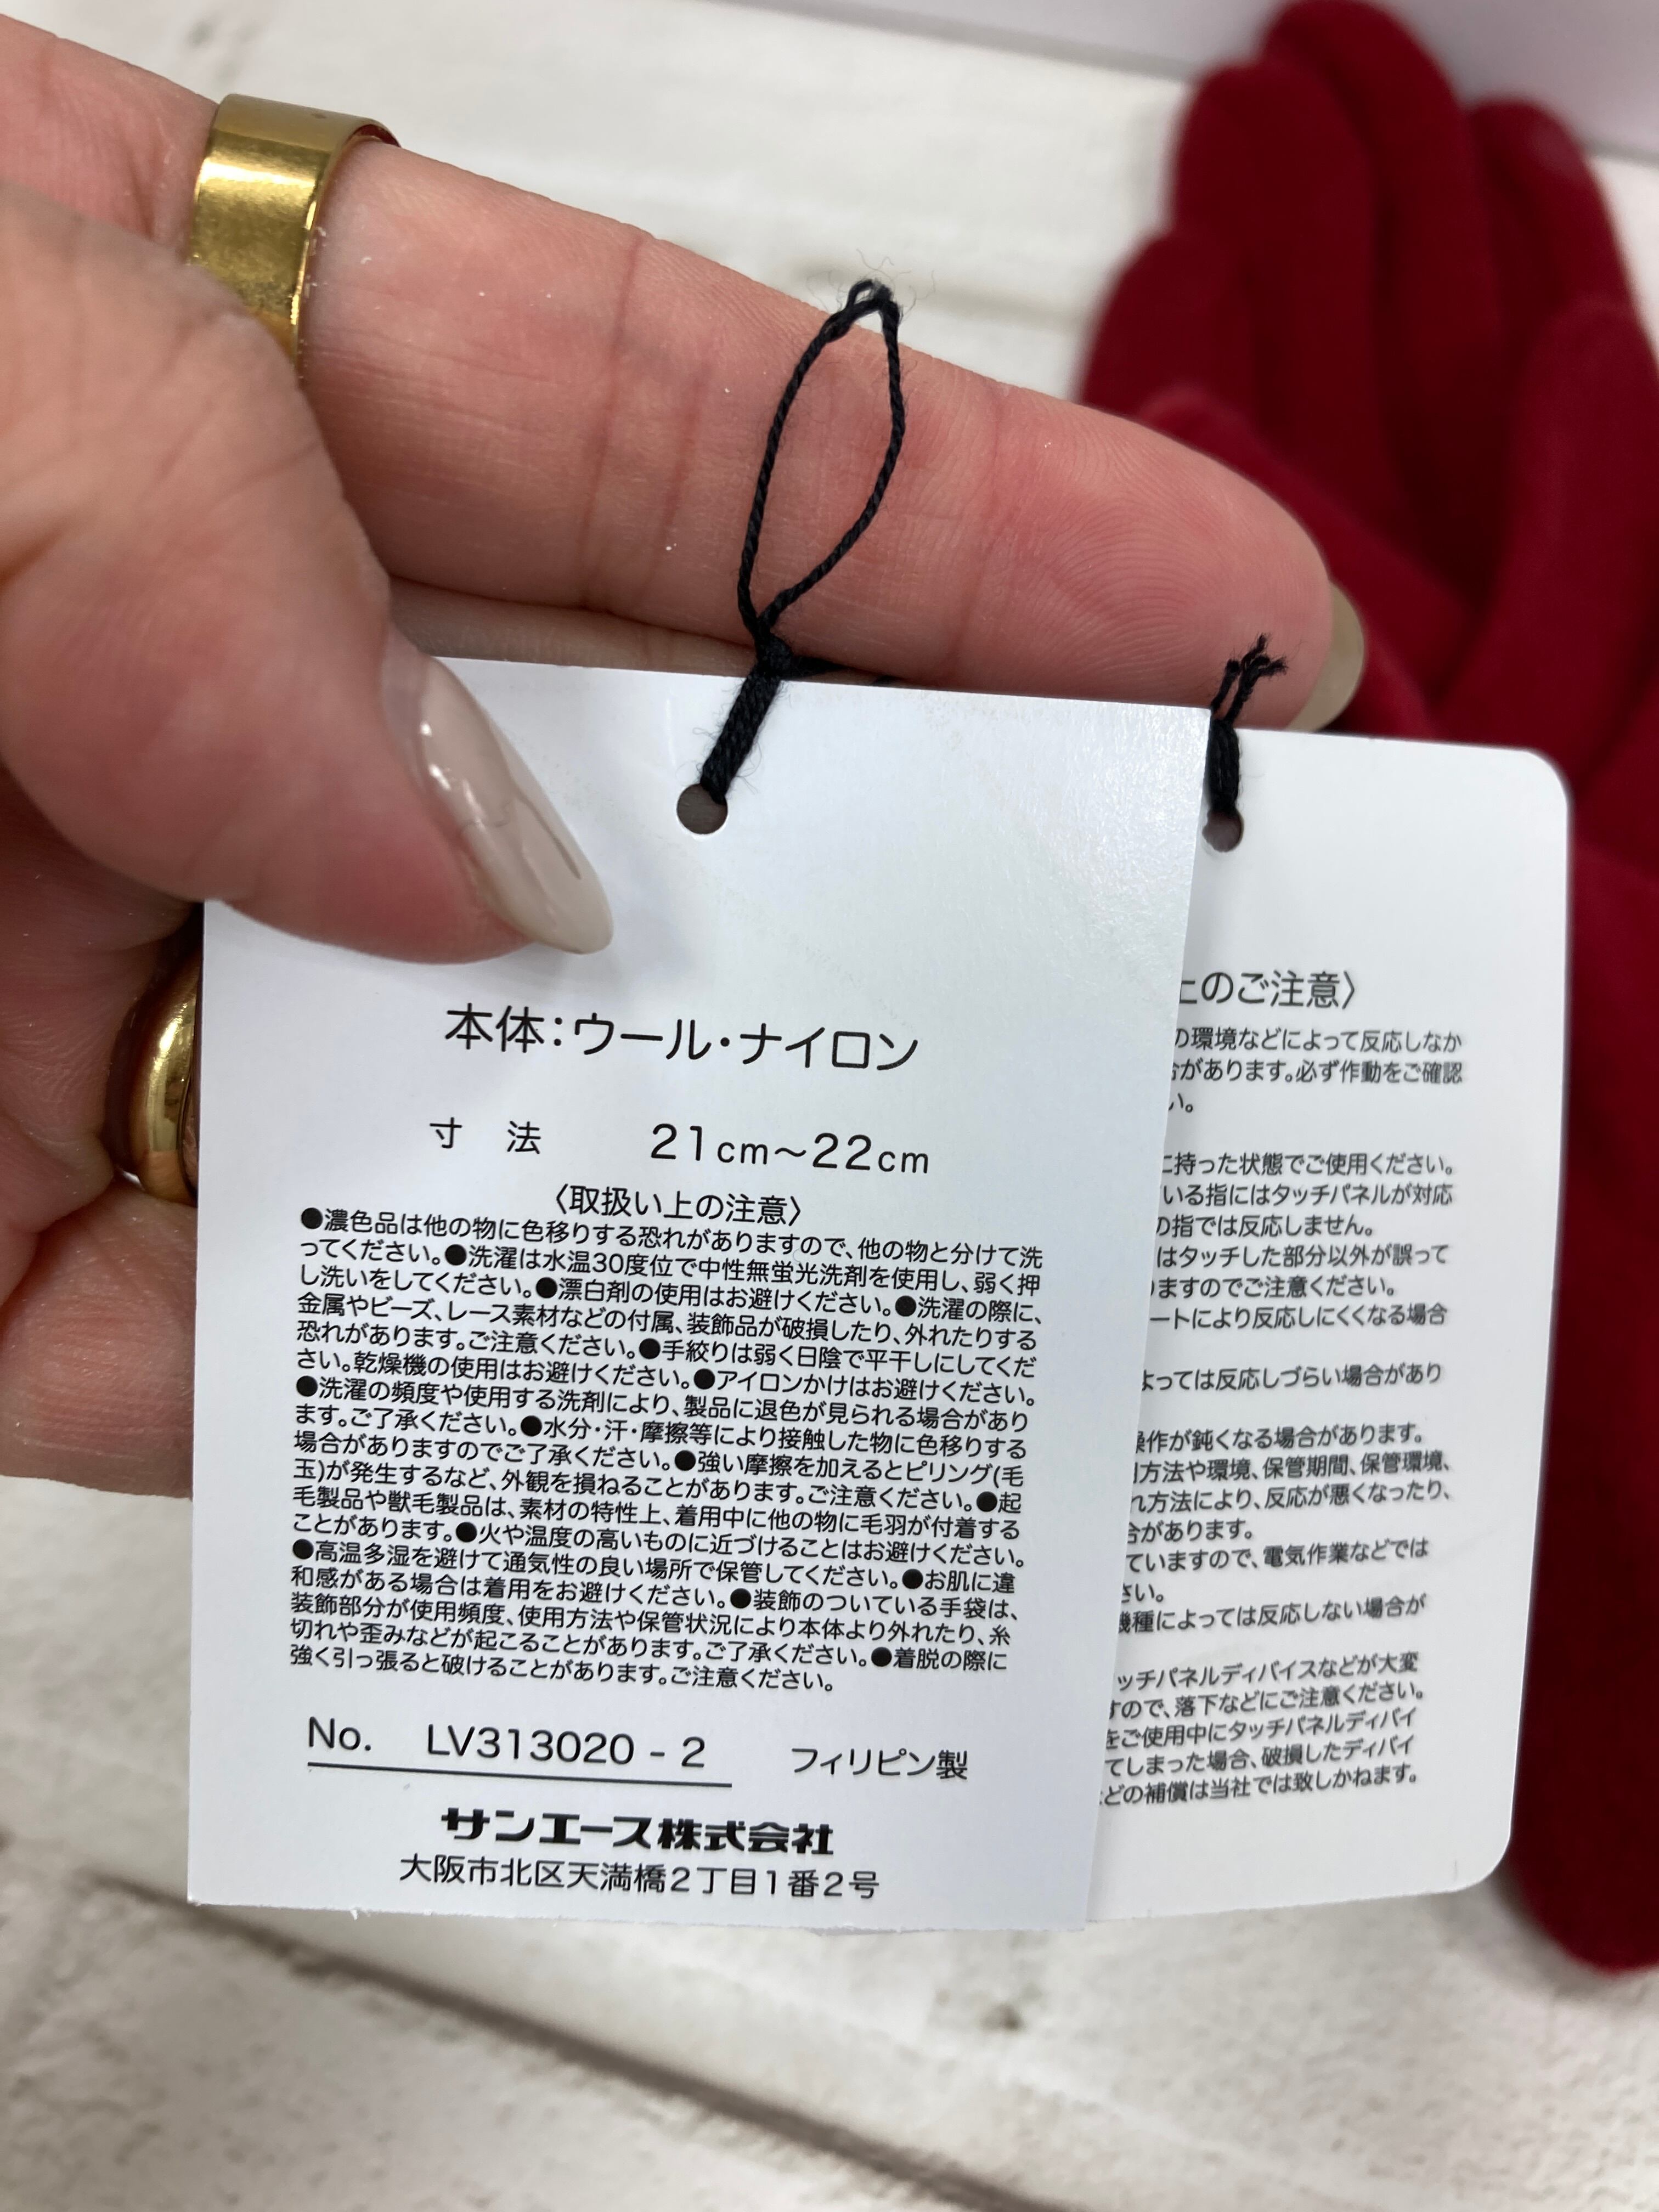 本体：ウール・ナイロン
寸 法 21cm〜22cm
〈取扱い上の注意〉
●濃色品は他の物に色移りする恐れがありますので、他の物と分けて洗
ってください。●洗濯は水温30度位で中性無蛍光洗剤を使用し、弱く押
し洗いをしてください。●漂白剤の使用はお避けください。●洗濯の際に、
金属やビーズ、レース素材などの付属、装飾品が破損したり、外れたりする
恐れがあります。ご注意ください。●手絞りは弱く日陰で平干しにしてくだ
さい。乾燥機の使用はお避けください。●アイロンかけはお避けください。
●洗濯の頻度や使用する洗剤により、製品に退色が見られる場合があり
ます。ご了承ください。●水分・汗・摩擦等により接触した物に色移りする
場合がありますのでご了承ください。●強い摩擦を加えるとピリング(毛
玉)が発生するなど、外観を損ねることがあります。ご注意ください。●起
毛製品や獣毛製品は、素材の特性上、着用中に他の物に毛羽が付着する
ことがあります。●火や温度の高いものに近づけることはお避けください。
●高温多湿を避けて通気性の良い場所で保管してください。●お肌に違
和感がある場合は着用をお避けください。●装飾のついている手袋は、
装飾部分が使用頻度、使用方法や保管状況により本体より外れたり、糸
切れや歪みなどが起こることがあります。ご了承ください。●着脱の際に
強く引っ張ると破けることがあります。ご注意ください。
No. LV313020 - 2 フィリピン製
サンエース株式会社
大阪市北区天満橋2丁目1番2号
上のご注意〉
の環境などによって反応しなか
があります。必ず作動をご確認
い。
に持った状態でご使用ください。
いる指にはタッチパネルが対応
の指では反応しません。
はタッチした部分以外が誤って
りますのでご注意ください。
ートにより反応しにくくなる場合
よっては反応しづらい場合があり
操作が鈍くなる場合があります。
用方法や環境、保管期間、保管環境、
れ方法により、反応が悪くなったり、
合があります。
ていますので、電気作業などでは
さい。
機種によっては反応しない場合が
ッチパネルディバイスなどが大変
すので、落下などにご注意ください。
をご使用中にタッチパネルディバイ
てしまった場合、破損したディバイ
などの補償は当社では致しかねます。